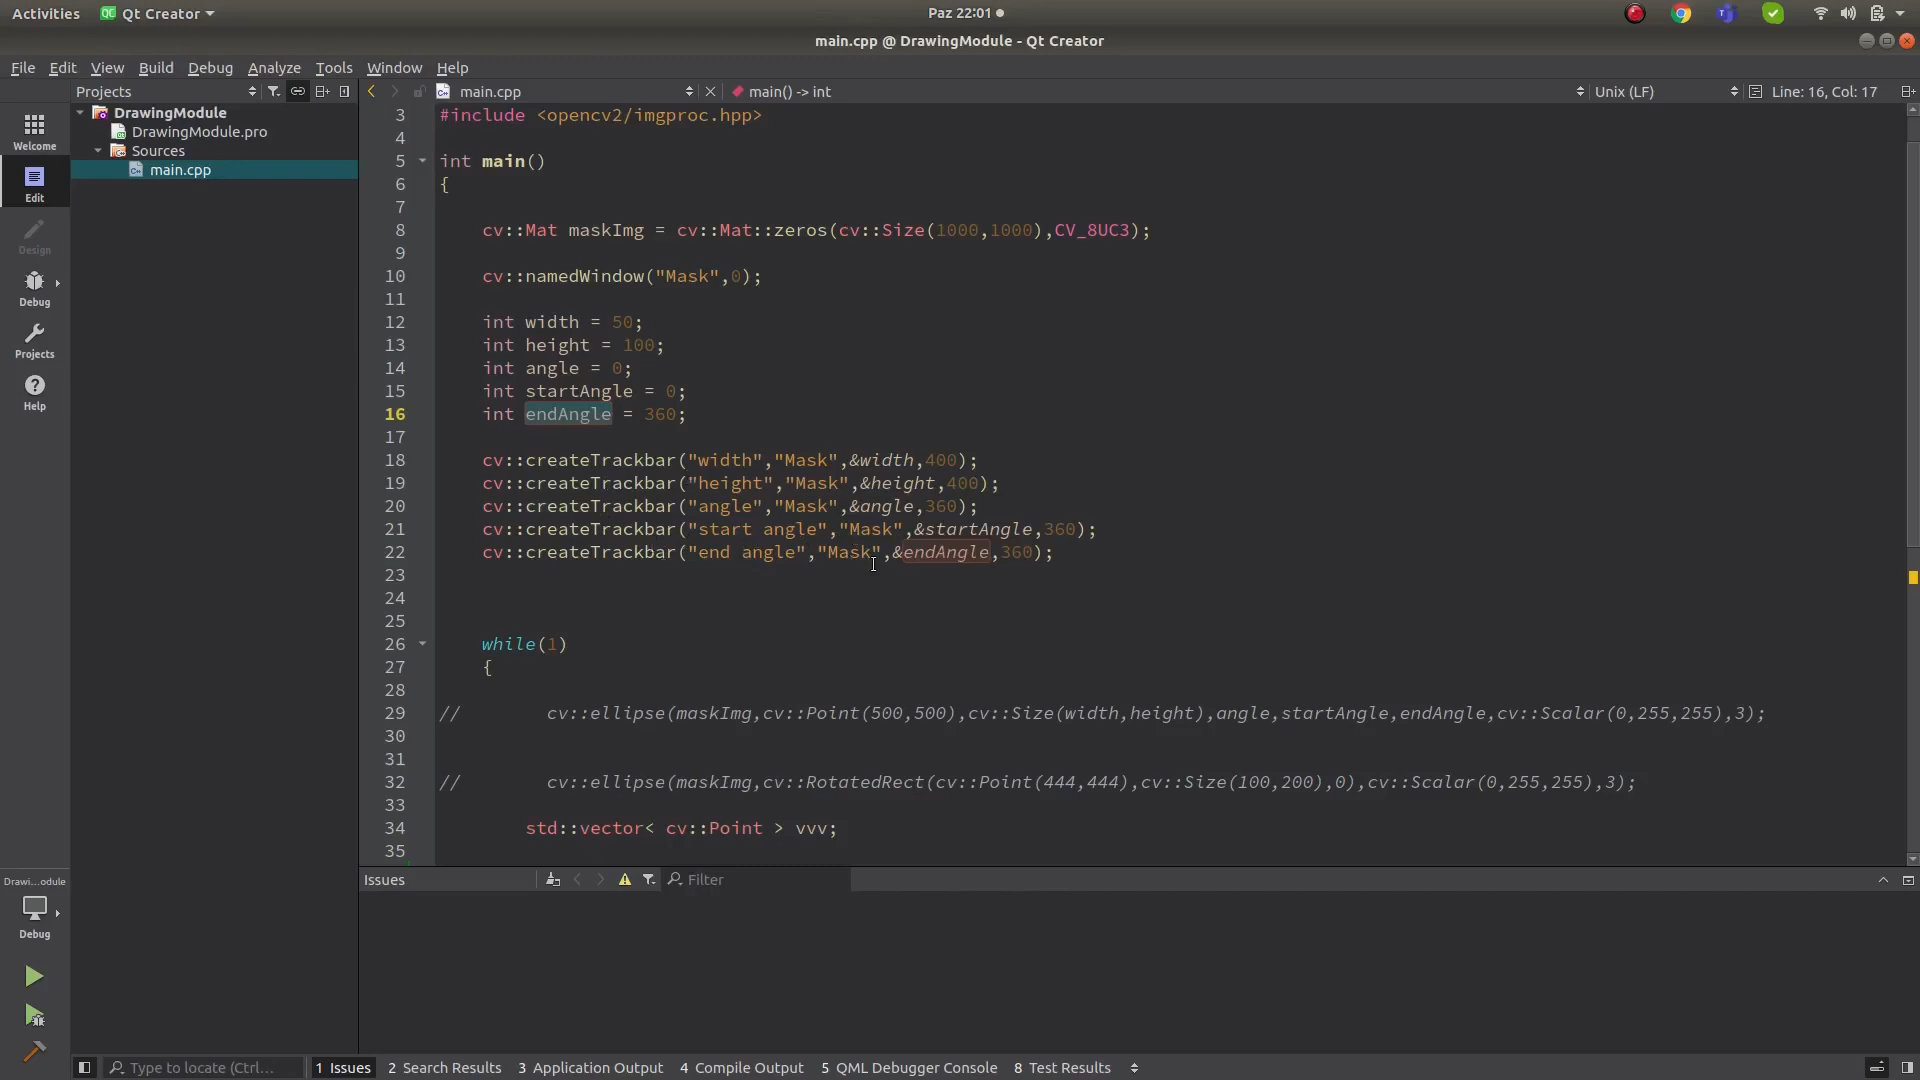 Activities Qt Creator Paz 22:01
main.cpp @ DrawingModule - Qt Creator
File Edit View Build Debug Analyze Tools Window Help
Projects main.cpp main() -> int Unix (LF) Line: 16, Col: 17
DrawingModule
DrawingModule.pro
Sources
main.cpp
Welcome
Edit
Design
Debug
Projects
Help
3 #include <opencv2/imgproc.hpp>
4
5 int main()
6 {
7
8 cv::Mat maskImg = cv::Mat::zeros(cv::Size(1000,1000),CV_8UC3);
9
10 cv::namedWindow("Mask",0);
11
12 int width = 50;
13 int height = 100;
14 int angle = 0;
15 int startAngle = 0;
16 int endAngle = 360;
17
18 cv::createTrackbar("width","Mask",&width,400);
19 cv::createTrackbar("height","Mask",&height,400);
20 cv::createTrackbar("angle","Mask",&angle,360);
21 cv::createTrackbar("start angle","Mask",&startAngle,360);
22 cv::createTrackbar("end angle","Mask",&endAngle,360);
23
24
25
26 while(1)
27 {
28
29 // cv::ellipse(maskImg,cv::Point(500,500),cv::Size(width,height),angle,startAngle,endAngle,cv::Scalar(0,255,255),3);
30
31
32 // cv::ellipse(maskImg,cv::RotatedRect(cv::Point(444,444),cv::Size(100,200),0),cv::Scalar(0,255,255),3);
33
34 std::vector< cv::Point > vvv;
35
Issues Filter
Drawi...odule
Debug
Type to locate (Ctrl... 1 Issues 2 Search Results 3 Application Output 4 Compile Output 5 QML Debugger Console 8 Test Results